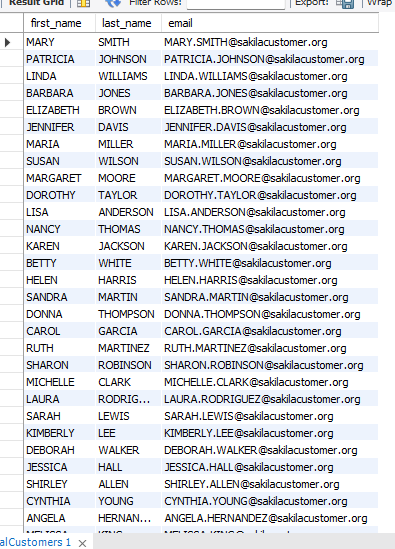 Result Grid Filter Rows: Export: Wrap
first_name last_name email
MARY SMITH MARY.SMITH@sakilacustomer.org
PATRICIA JOHNSON PATRICIA.JOHNSON@sakilacustomer.org
LINDA WILLIAMS LINDA.WILLIAMS@sakilacustomer.org
BARBARA JONES BARBARA.JONES@sakilacustomer.org
ELIZABETH BROWN ELIZABETH.BROWN@sakilacustomer.org
JENNIFER DAVIS JENNIFER.DAVIS@sakilacustomer.org
MARIA MILLER MARIA.MILLER@sakilacustomer.org
SUSAN WILSON SUSAN.WILSON@sakilacustomer.org
MARGARET MOORE MARGARET.MOORE@sakilacustomer.org
DOROTHY TAYLOR DOROTHY.TAYLOR@sakilacustomer.org
LISA ANDERSON LISA.ANDERSON@sakilacustomer.org
NANCY THOMAS NANCY.THOMAS@sakilacustomer.org
KAREN JACKSON KAREN.JACKSON@sakilacustomer.org
BETTY WHITE BETTY.WHITE@sakilacustomer.org
HELEN HARRIS HELEN.HARRIS@sakilacustomer.org
SANDRA MARTIN SANDRA.MARTIN@sakilacustomer.org
DONNA THOMPSON DONNA.THOMPSON@sakilacustomer.org
CAROL GARCIA CAROL.GARCIA@sakilacustomer.org
RUTH MARTINEZ RUTH.MARTINEZ@sakilacustomer.org
SHARON ROBINSON SHARON.ROBINSON@sakilacustomer.org
MICHELLE CLARK MICHELLE.CLARK@sakilacustomer.org
LAURA RODRIG... LAURA.RODRIGUEZ@sakilacustomer.org
SARAH LEWIS SARAH.LEWIS@sakilacustomer.org
KIMBERLY LEE KIMBERLY.LEE@sakilacustomer.org
DEBORAH WALKER DEBORAH.WALKER@sakilacustomer.org
JESSICA HALL JESSICA.HALL@sakilacustomer.org
SHIRLEY ALLEN SHIRLEY.ALLEN@sakilacustomer.org
CYNTHIA YOUNG CYNTHIA.YOUNG@sakilacustomer.org
ANGELA HERNAN... ANGELA.HERNANDEZ@sakilacustomer.org
alCustomers 1